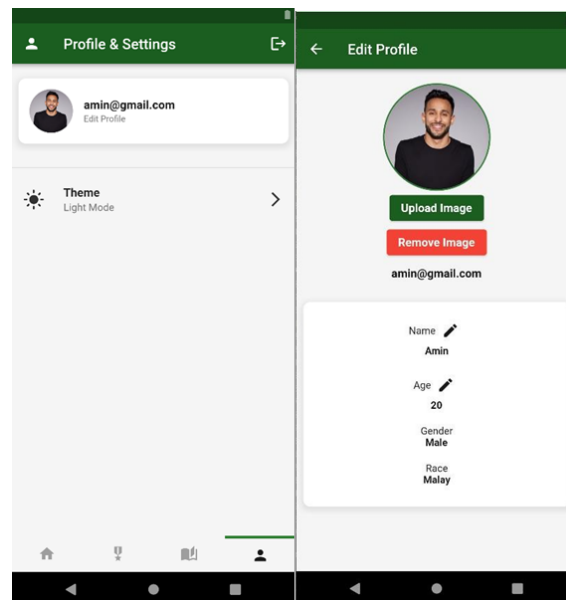 Profile & Settings
amin@gmail.com
Edit Profile
Theme
Light Mode
Edit Profile
Upload Image
Remove Image
amin@gmail.com
Name
Amin
Age
20
Gender
Male
Race
Malay